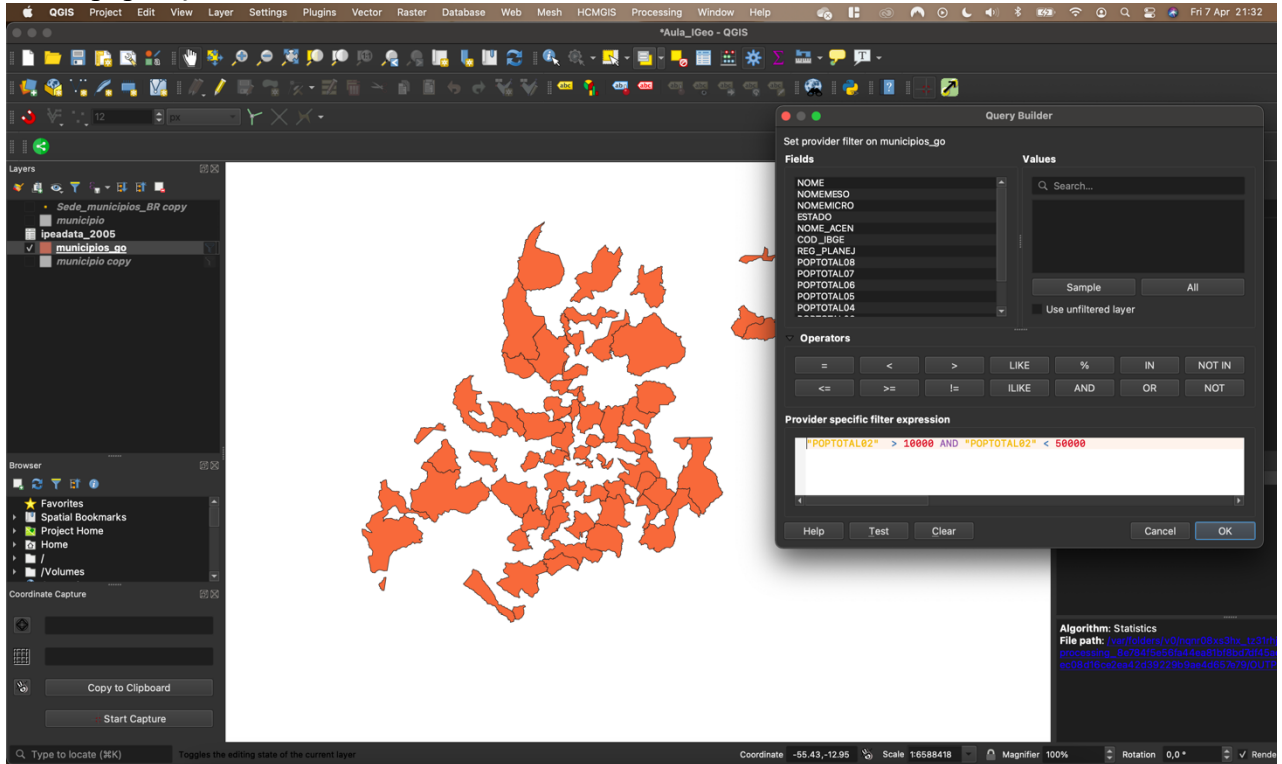 QGIS Project Edit View Layer Settings Plugins Vector Raster Database Web Mesh HCMGIS Processing Window Help Fri 7 Apr 21:32
*Aula_IGeo - QGIS
12 px
Layers
Sede_municipios_BR copy
municipio
ipeadata_2005
municipios_go
municipio copy
Browser
Favorites
Spatial Bookmarks
Project Home
Home
/
/Volumes
Coordinate Capture
Copy to Clipboard
Start Capture
Query Builder
Set provider filter on municipios_go
Fields
NOME
NOMEMESO
NOMEMICRO
ESTADO
NOME_ACEN
COD_IBGE
REG_PLANEJ
POPTOTAL08
POPTOTAL07
POPTOTAL06
POPTOTAL05
POPTOTAL04
Values
Search...
Sample All
Use unfiltered layer
Operators
= < > LIKE % IN NOT IN
<= >= != ILIKE AND OR NOT
Provider specific filter expression
"POPTOTAL02" > 10000 AND "POPTOTAL02" < 50000
Help Test Clear Cancel OK
Algorithm: Statistics
File path:
Type to locate (⌘K) Toggles the editing state of the current layer Coordinate -55.43,-12.95 Scale 1:6588418 Magnifier 100% Rotation 0,0 ° Rende